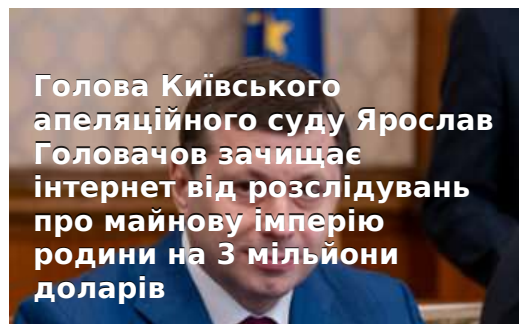 Голова Київського
апеляційного суду Ярослав
Головачов зачищає
інтернет від розслідувань
про майнову імперію
родини на 3 мільйони
доларів